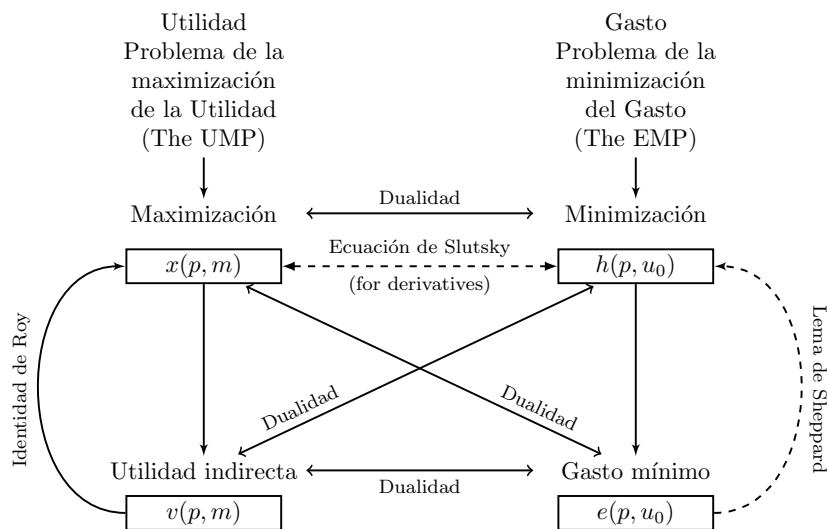 Utilidad
Problema de la
maximización
de la Utilidad
(The UMP)
Gasto
Problema de la
minimización
del Gasto
(The EMP)
Maximización
Dualidad
Minimización
x(p, m)
Ecuación de Slutsky
(for derivatives)
h(p, u₀)
Identidad de Roy
Dualidad
Dualidad
Lema de Sheppard
Utilidad indirecta
Dualidad
Gasto mínimo
v(p, m)
e(p, u₀)